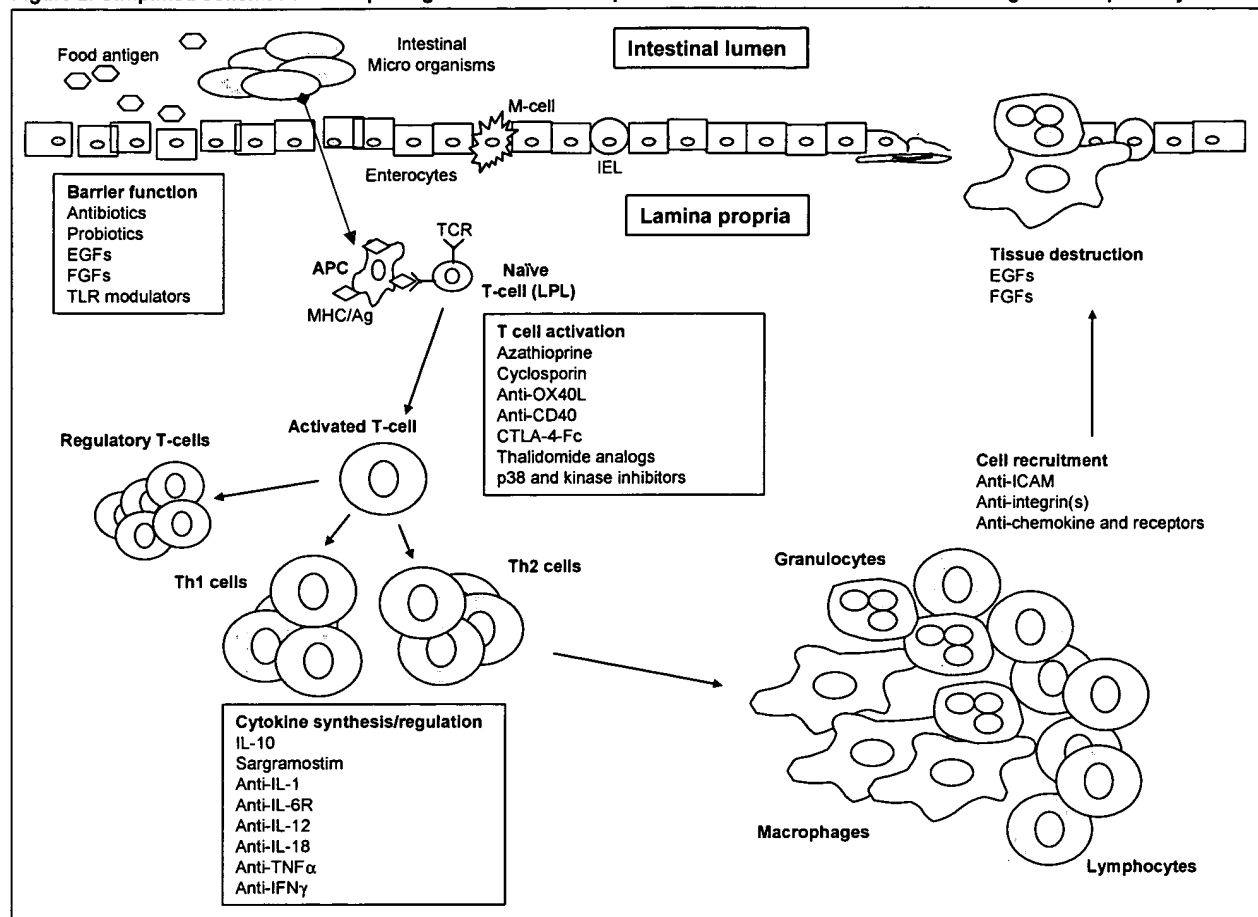 Food antigen
Intestinal
Micro organisms
Intestinal lumen
M-cell
Enterocytes
IEL
Barrier function
Antibiotics
Probiotics
EGFs
FGFs
TLR modulators
Lamina propria
TCR
APC
Naïve
T-cell (LPL)
MHC/Ag
Tissue destruction
EGFs
FGFs
T cell activation
Azathioprine
Cyclosporin
Anti-OX40L
Anti-CD40
CTLA-4-Fc
Thalidomide analogs
p38 and kinase inhibitors
Activated T-cell
Regulatory T-cells
Cell recruitment
Anti-ICAM
Anti-integrin(s)
Anti-chemokine and receptors
Th1 cells
Th2 cells
Granulocytes
Cytokine synthesis/regulation
IL-10
Sargramostim
Anti-IL-1
Anti-IL-6R
Anti-IL-12
Anti-IL-18
Anti-TNFα
Anti-IFNγ
Macrophages
Lymphocytes